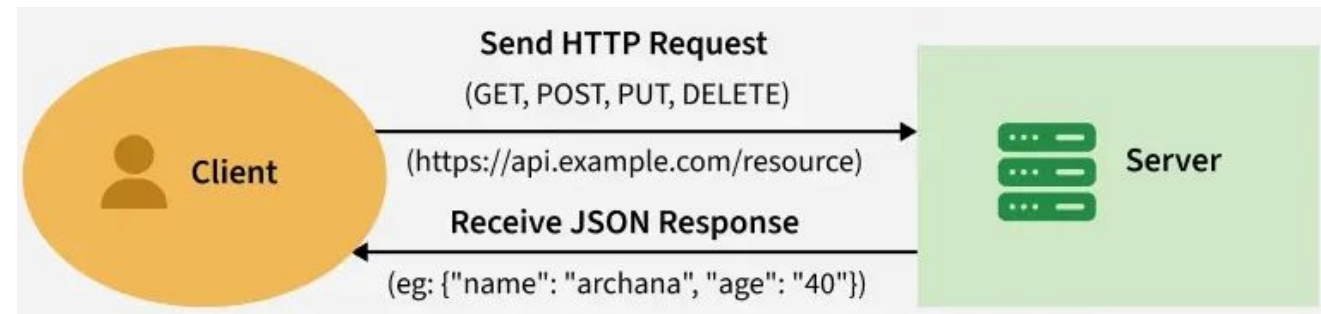 Send HTTP Request
(GET, POST, PUT, DELETE)
Client
(https://api.example.com/resource)
Server
Receive JSON Response
(eg: {"name": "archana", "age": "40"})